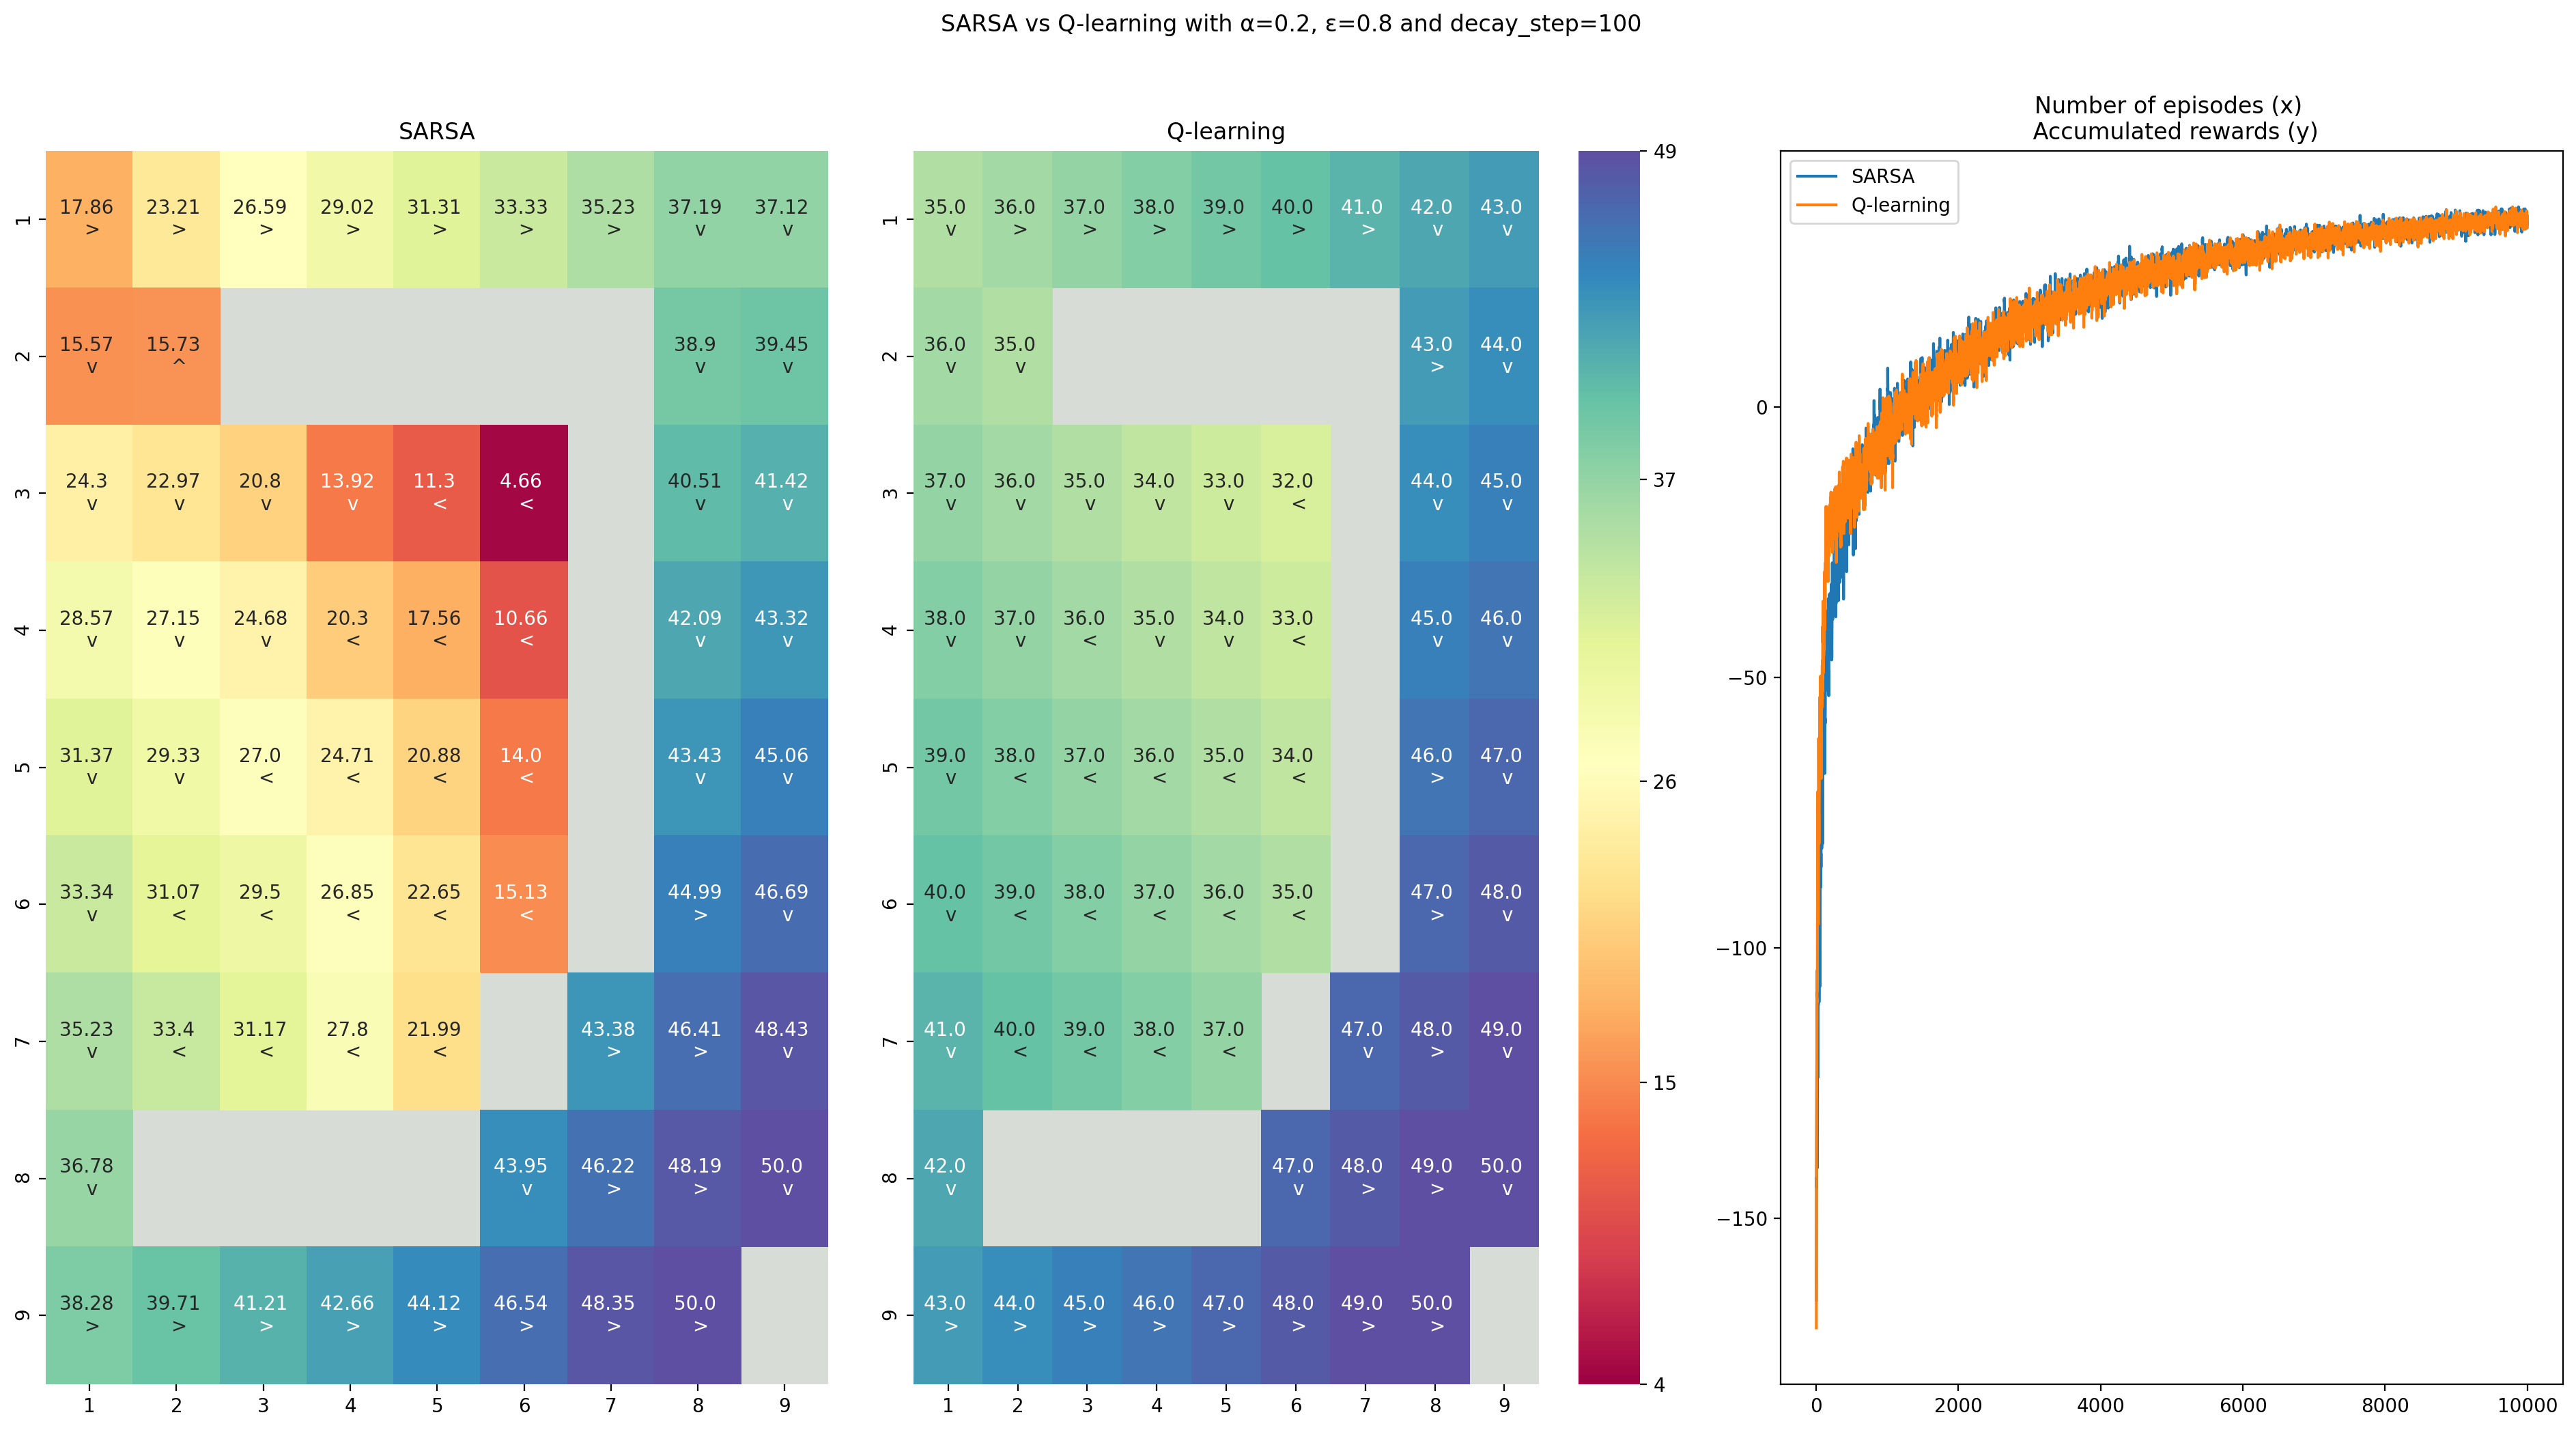 SARSA vs Q-learning with α=0.2, ε=0.8 and decay_step=100
SARSA
1 17.86 23.21 26.59 29.02 31.31 33.33 35.23 37.19 37.12
> > > > > > > v v
2 15.57 15.73 38.9 39.45
v ^ v v
3 24.3 22.97 20.8 13.92 11.3 4.66 40.51 41.42
v v v v < < v v
4 28.57 27.15 24.68 20.3 17.56 10.66 42.09 43.32
v v v < < < v v
5 31.37 29.33 27.0 24.71 20.88 14.0 43.43 45.06
v v < < < < v v
6 33.34 31.07 29.5 26.85 22.65 15.13 44.99 46.69
v < < < < < > v
7 35.23 33.4 31.17 27.8 21.99 43.38 46.41 48.43
v < < < < > > v
8 36.78 43.95 46.22 48.19 50.0
v v > > v
9 38.28 39.71 41.21 42.66 44.12 46.54 48.35 50.0
> > > > > > > >
1 2 3 4 5 6 7 8 9
Q-learning
1 35.0 36.0 37.0 38.0 39.0 40.0 41.0 42.0 43.0
v > > > > > > v v
2 36.0 35.0 43.0 44.0
v v > v
3 37.0 36.0 35.0 34.0 33.0 32.0 44.0 45.0
v v v v v < v v
4 38.0 37.0 36.0 35.0 34.0 33.0 45.0 46.0
v v < v v < v v
5 39.0 38.0 37.0 36.0 35.0 34.0 46.0 47.0
v < < < < < > v
6 40.0 39.0 38.0 37.0 36.0 35.0 47.0 48.0
v < < < < < > v
7 41.0 40.0 39.0 38.0 37.0 47.0 48.0 49.0
v < < < < v > v
8 42.0 47.0 48.0 49.0 50.0
v v > > v
9 43.0 44.0 45.0 46.0 47.0 48.0 49.0 50.0
> > > > > > > >
1 2 3 4 5 6 7 8 9
49
37
26
15
4
Number of episodes (x)
Accumulated rewards (y)
SARSA
Q-learning
0
−50
−100
−150
0 2000 4000 6000 8000 10000